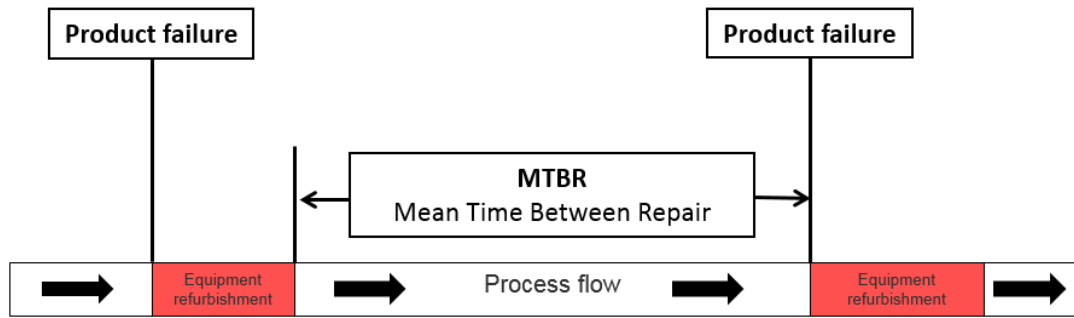 Product failure
Product failure
MTBR
Mean Time Between Repair
Equipment
refurbishment
Process flow
Equipment
refurbishment